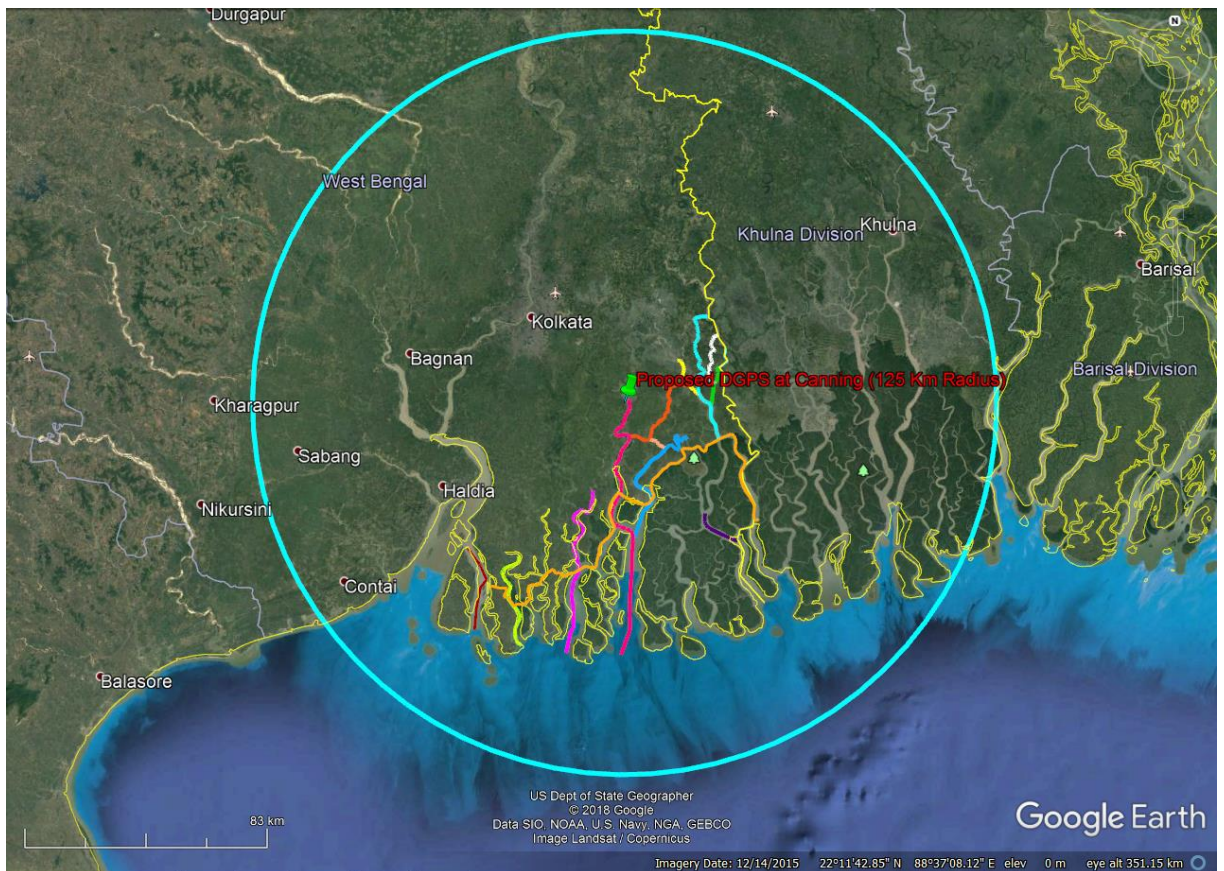 Durgapur
N
West Bengal
Khulna
Khulna Division
Barisal
Kolkata
Bagnan
Barisal Division
Proposed DGPS at Canning (125 Km Radius)
Kharagpur
Sabang
Haldia
Nikursini
Contai
Balasore
US Dept of State Geographer
© 2018 Google
Data SIO, NOAA, U.S. Navy, NGA, GEBCO
Image Landsat / Copernicus
83 km
Google Earth
Imagery Date: 12/14/2015 22°11'42.85" N 88°37'08.12" E elev 0 m eye alt 351.15 km